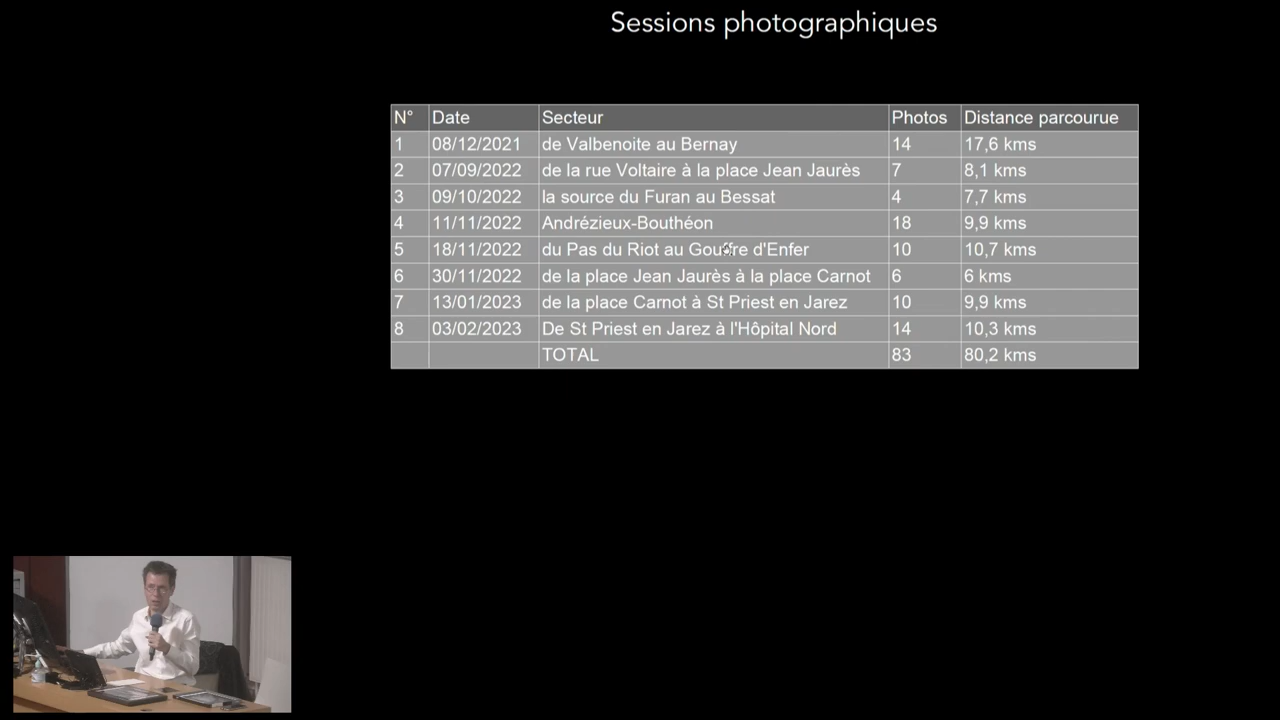 Sessions photographiques
N° Date Secteur Photos Distance parcourue
1 08/12/2021 de Valbenoite au Bernay 14 17,6 kms
2 07/09/2022 de la rue Voltaire à la place Jean Jaurès 7 8,1 kms
3 09/10/2022 la source du Furan au Bessat 4 7,7 kms
4 11/11/2022 Andrézieux-Bouthéon 18 9,9 kms
5 18/11/2022 du Pas du Riot au Gouffre d'Enfer 10 10,7 kms
6 30/11/2022 de la place Jean Jaurès à la place Carnot 6 6 kms
7 13/01/2023 de la place Carnot à St Priest en Jarez 10 9,9 kms
8 03/02/2023 De St Priest en Jarez à l'Hôpital Nord 14 10,3 kms
TOTAL 83 80,2 kms